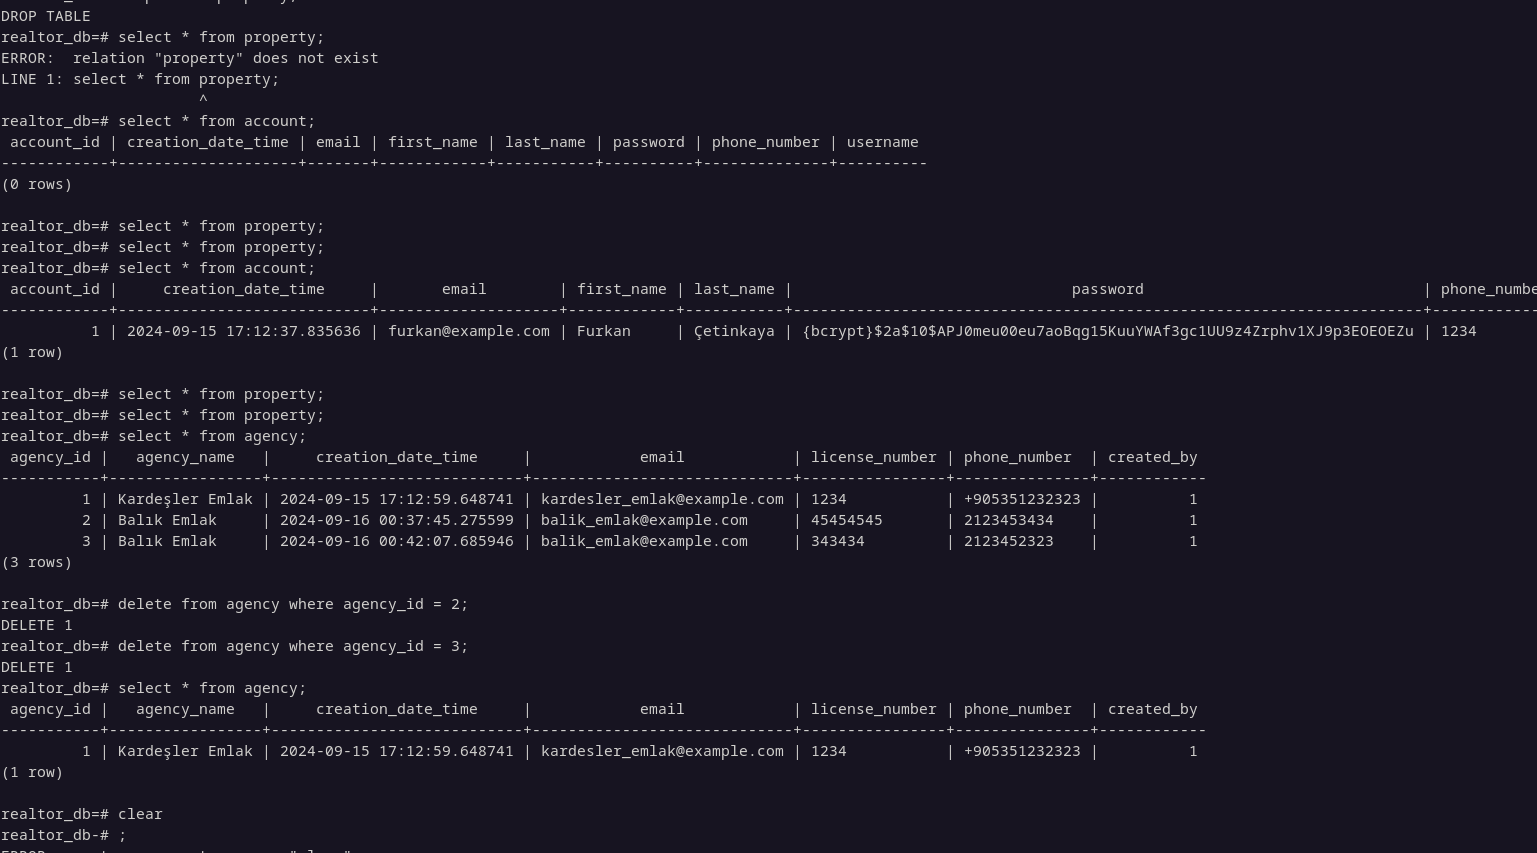 DROP TABLE
realtor_db=# select * from property;
ERROR:  relation "property" does not exist
LINE 1: select * from property;
                      ^
realtor_db=# select * from account;
 account_id | creation_date_time | email | first_name | last_name | password | phone_number | username
------------+--------------------+-------+------------+-----------+----------+--------------+----------
(0 rows)

realtor_db=# select * from property;
realtor_db=# select * from property;
realtor_db=# select * from account;
 account_id |     creation_date_time     |       email        | first_name | last_name |                               password                               | phone_numbe
------------+----------------------------+--------------------+------------+-----------+----------------------------------------------------------------------+------------
          1 | 2024-09-15 17:12:37.835636 | furkan@example.com | Furkan     | Çetinkaya | {bcrypt}$2a$10$APJ0meu00eu7aoBqg15KuuYWAf3gc1UU9z4Zrphv1XJ9p3EOEOEZu | 1234
(1 row)

realtor_db=# select * from property;
realtor_db=# select * from property;
realtor_db=# select * from agency;
 agency_id |   agency_name   |     creation_date_time     |            email            | license_number | phone_number  | created_by
-----------+-----------------+----------------------------+-----------------------------+----------------+---------------+------------
         1 | Kardeşler Emlak | 2024-09-15 17:12:59.648741 | kardesler_emlak@example.com | 1234           | +905351232323 |          1
         2 | Balık Emlak     | 2024-09-16 00:37:45.275599 | balik_emlak@example.com     | 45454545       | 2123453434    |          1
         3 | Balık Emlak     | 2024-09-16 00:42:07.685946 | balik_emlak@example.com     | 343434         | 2123452323    |          1
(3 rows)

realtor_db=# delete from agency where agency_id = 2;
DELETE 1
realtor_db=# delete from agency where agency_id = 3;
DELETE 1
realtor_db=# select * from agency;
 agency_id |   agency_name   |     creation_date_time     |            email            | license_number | phone_number  | created_by
-----------+-----------------+----------------------------+-----------------------------+----------------+---------------+------------
         1 | Kardeşler Emlak | 2024-09-15 17:12:59.648741 | kardesler_emlak@example.com | 1234           | +905351232323 |          1
(1 row)

realtor_db=# clear
realtor_db-# ;